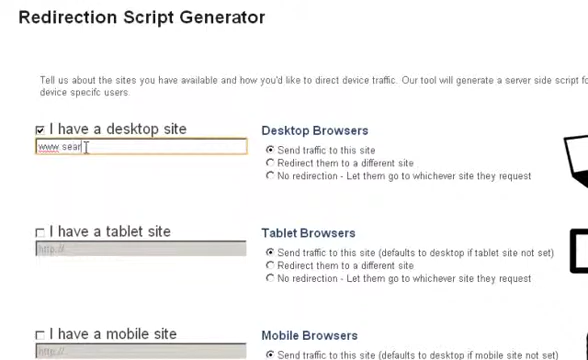 Redirection Script Generator
Tell us about the sites you have available and how you'd like to direct device traffic. Our tool will generate a server side script fo
device specifc users.
I have a desktop site
www sear
Desktop Browsers
Send traffic to this site
Redirect them to a different site
No redirection - Let them go to whichever site they request
I have a tablet site
http://
Tablet Browsers
Send traffic to this site (defaults to desktop if tablet site not set)
Redirect them to a different site
No redirection - Let them go to whichever site they request
I have a mobile site
http://
Mobile Browsers
Send traffic to this site (defaults to desktop if mobile site not set)